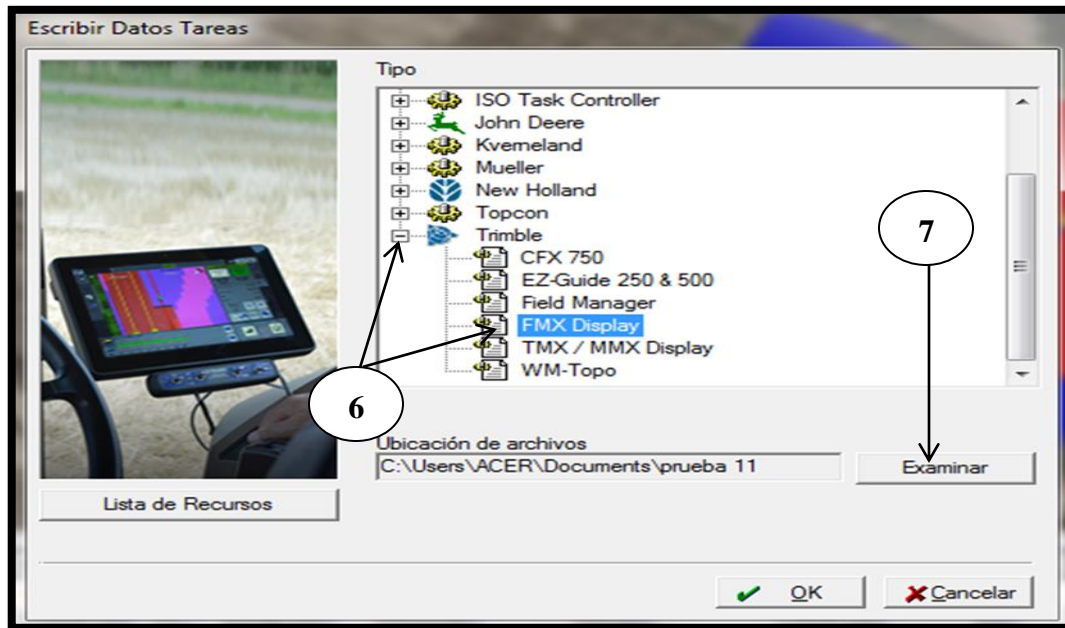 Escribir Datos Tareas
Tipo
ISO Task Controller
John Deere
Kverneland
Mueller
New Holland
Topcon
Trimble
CFX 750
EZ-Guide 250 & 500
Field Manager
FMX Display
TMX / MMX Display
WM-Topo
7
6
Ubicación de archivos
C:\Users\ACER\Documents\prueba 11
Examinar
Lista de Recursos
OK
Cancelar